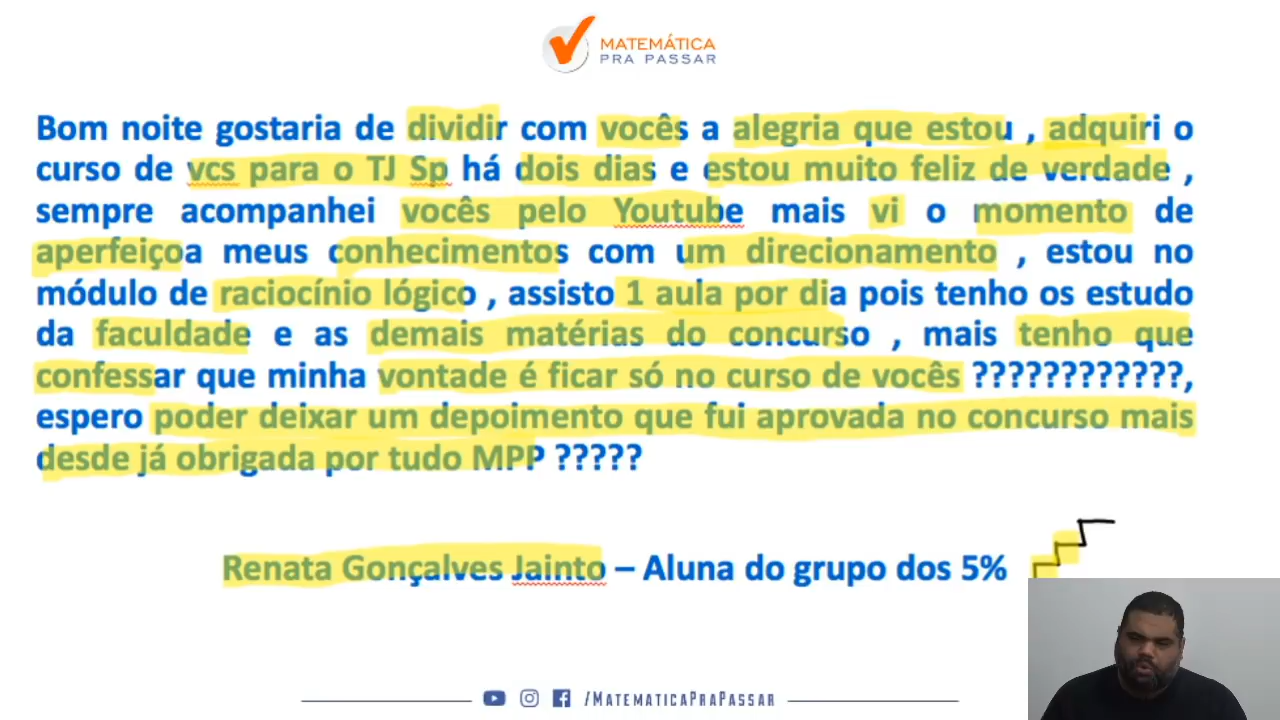 MATEMÁTICA
PRA PASSAR
Bom noite gostaria de dividir com vocês a alegria que estou , adquiri o
curso de vcs para o TJ Sp há dois dias e estou muito feliz de verdade ,
sempre acompanhei vocês pelo Youtube mais vi o momento de
aperfeiçoa meus conhecimentos com um direcionamento , estou no
módulo de raciocínio lógico , assisto 1 aula por dia pois tenho os estudo
da faculdade e as demais matérias do concurso , mais tenho que
confessar que minha vontade é ficar só no curso de vocês ????????????,
espero poder deixar um depoimento que fui aprovada no concurso mais
desde já obrigada por tudo MPP ?????
Renata Gonçalves Jainto – Aluna do grupo dos 5%
/MATEMATICAPRAPASSAR